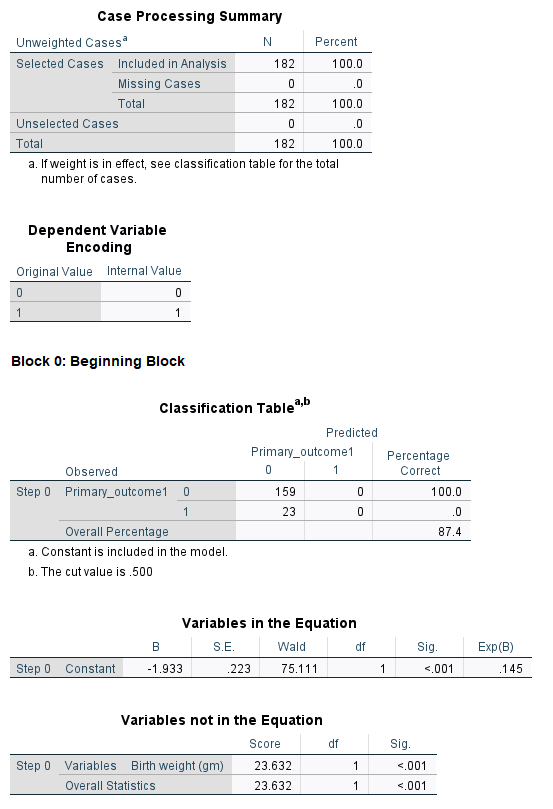 Case Processing Summary
Unweighted Casesa N Percent
Selected Cases Included in Analysis 182 100.0
Missing Cases 0 .0
Total 182 100.0
Unselected Cases 0 .0
Total 182 100.0
a. If weight is in effect, see classification table for the total
number of cases.
Dependent Variable
Encoding
Original Value Internal Value
0 0
1 1
Block 0: Beginning Block
Classification Tablea,b
Predicted
Primary_outcome1 Percentage
Observed 0 1 Correct
Step 0 Primary_outcome1 0 159 0 100.0
1 23 0 .0
Overall Percentage 87.4
a. Constant is included in the model.
b. The cut value is .500
Variables in the Equation
B S.E. Wald df Sig. Exp(B)
Step 0 Constant -1.933 .223 75.111 1 <.001 .145
Variables not in the Equation
Score df Sig.
Step 0 Variables Birth weight (gm) 23.632 1 <.001
Overall Statistics 23.632 1 <.001